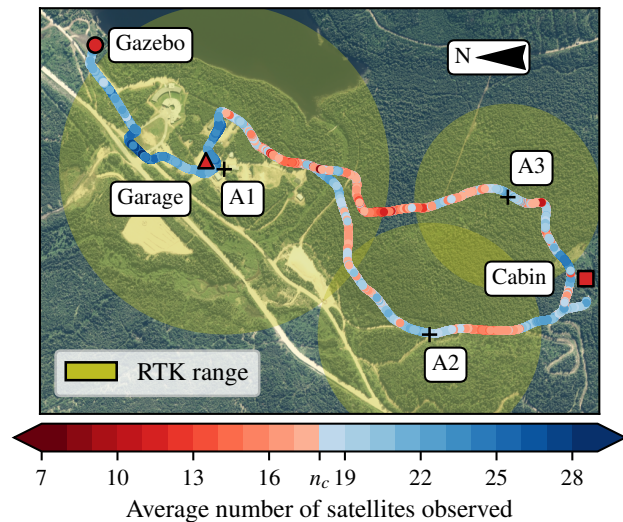 Gazebo
N
Garage
A1
A3
Cabin
A2
RTK range
7 10 13 16 n_c 19 22 25 28
Average number of satellites observed